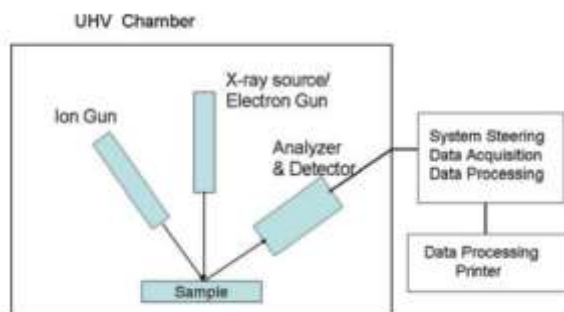 UHV Chamber
X-ray source/
Electron Gun
Ion Gun
Analyzer
& Detector
Sample
System Steering
Data Acquisition
Data Processing
Data Processing
Printer